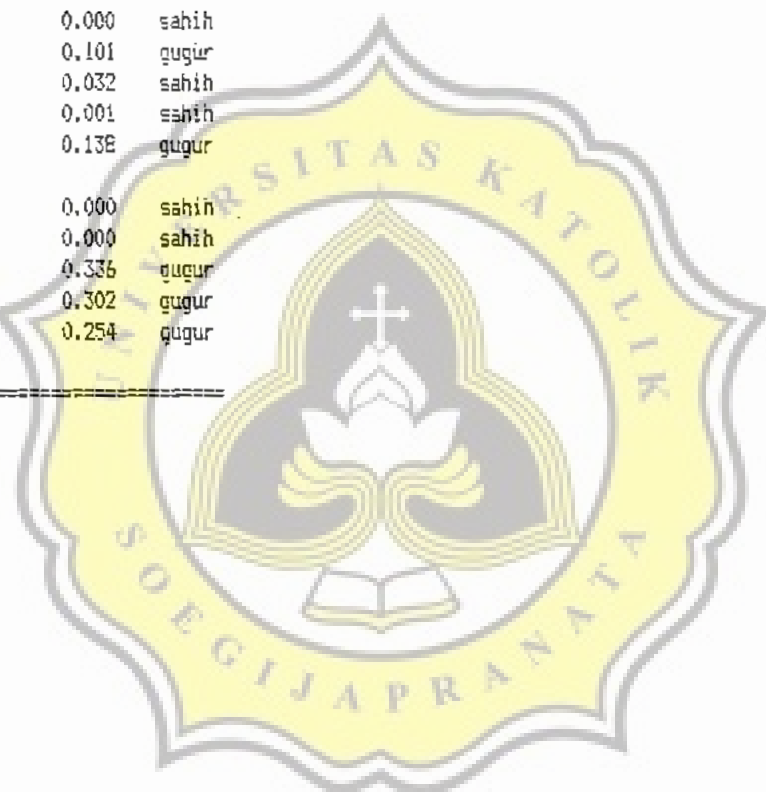 0.000 sahih
0.101 gugur
0.032 sahih
0.001 sahih
0.138 gugur
0.000 sahih
0.000 sahih
0.336 gugur
0.302 gugur
0.254 gugur
UNIVERSITAS KATOLIK
SOEGIJAPRANATA